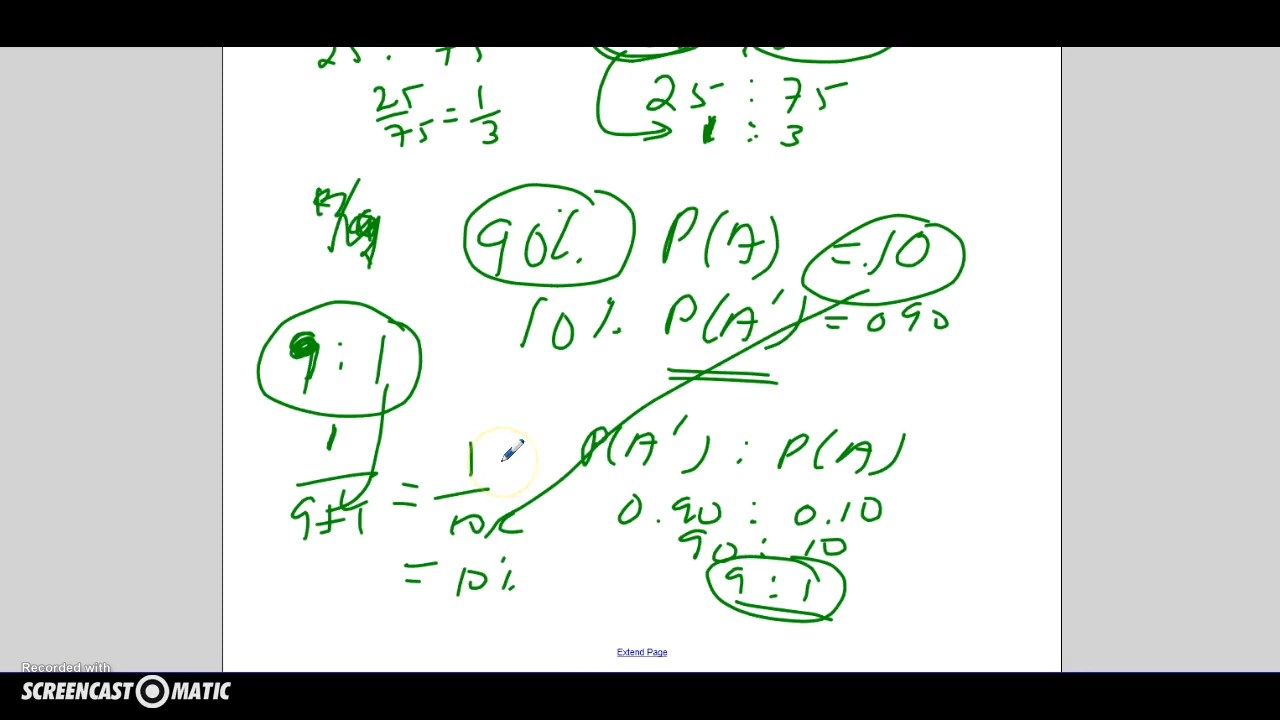 25 : 75
25/75 = 1/3
25 : 75
1 : 3
90% P(A) = .10
10% P(A') = 0 90
9 : 1
1/(9+1) = 1/10
= 10%
P(A') : P(A)
0.90 : 0.10
90 : 10
9 : 1
Extend Page
Recorded with
SCREENCAST O MATIC